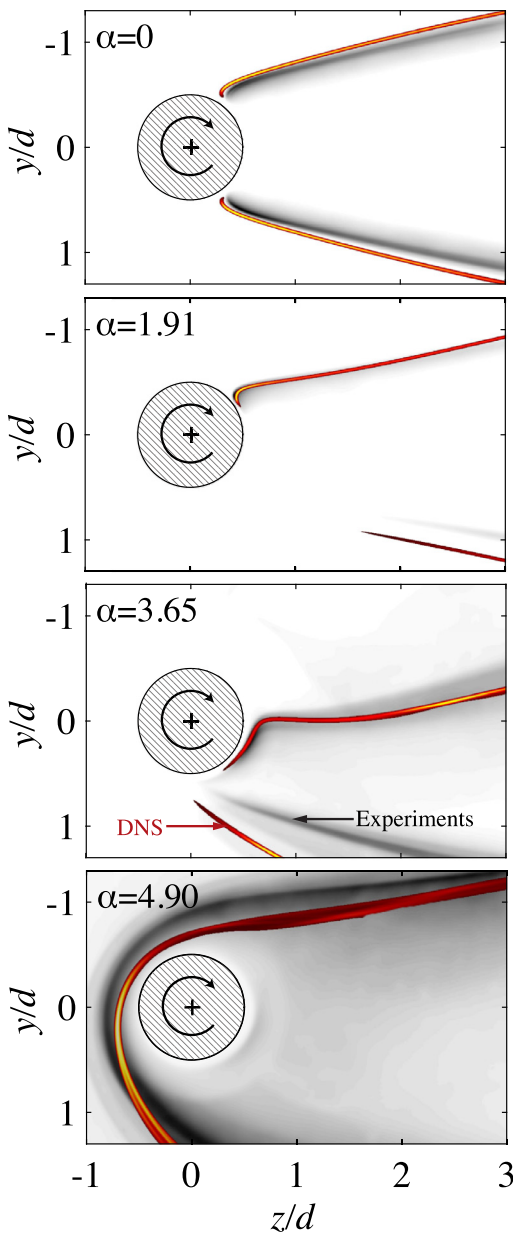 α=0
-1
0
1
y/d
α=1.91
-1
0
1
y/d
α=3.65
-1
0
1
y/d
DNS
Experiments
α=4.90
-1
0
1
y/d
-1 0 1 2 3
z/d